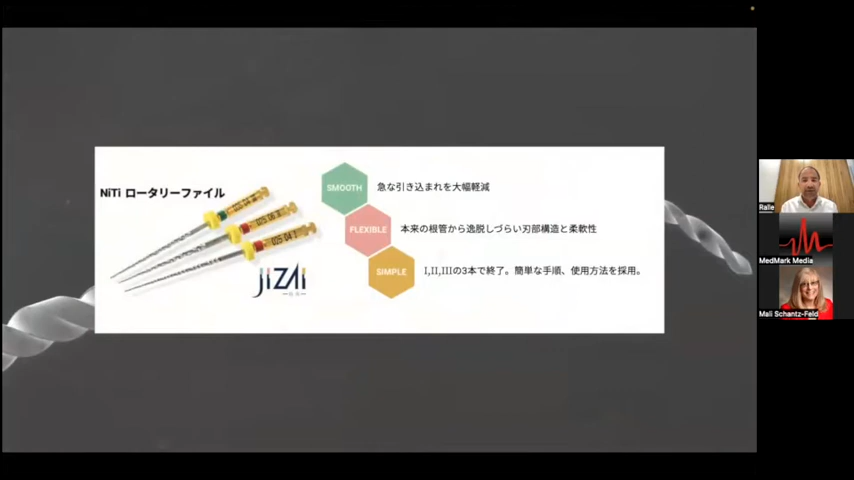 NiTi ロータリーファイル
SMOOTH
急な引き込まれを大幅軽減
FLEXIBLE
本来の根管から逸脱しづらい刃部構造と柔軟性
SIMPLE
I,II,IIIの3本で終了。簡単な手順、使用方法を採用。
JIZAI
Ralle
MedMark Media
Mali Schantz-Feld